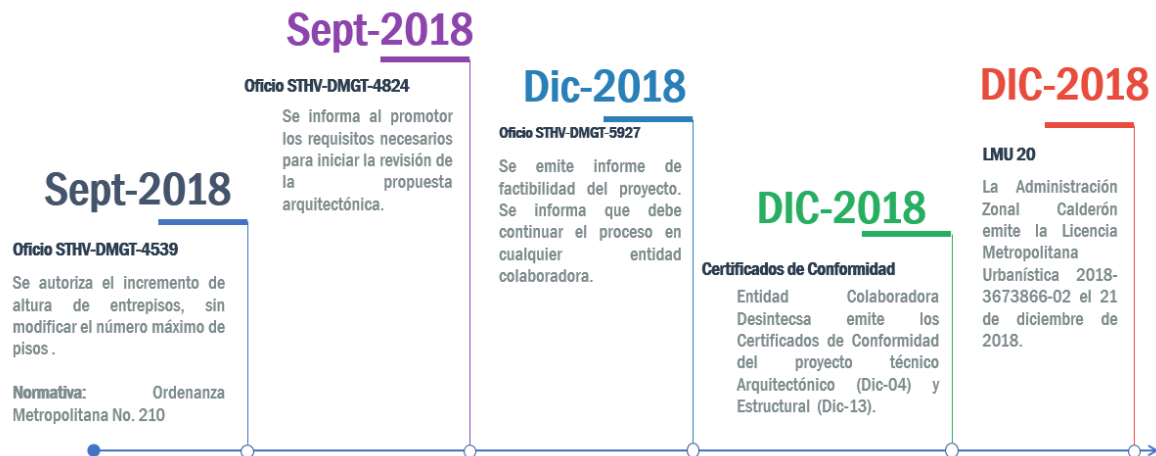 Sept-2018
Oficio STHV-DMGT-4539
Se autoriza el incremento de
altura de entrepisos, sin
modificar el número máximo de
pisos .
Normativa: Ordenanza
Metropolitana No. 210
Sept-2018
Oficio STHV-DMGT-4824
Se informa al promotor
los requisitos necesarios
para iniciar la revisión de
la propuesta
arquitectónica.
Dic-2018
Oficio STHV-DMGT-5927
Se emite informe de
factibilidad del proyecto.
Se informa que debe
continuar el proceso en
cualquier entidad
colaboradora.
DIC-2018
Certificados de Conformidad
Entidad Colaboradora
Desintecsa emite los
Certificados de Conformidad
del proyecto técnico
Arquitectónico (Dic-04) y
Estructural (Dic-13).
DIC-2018
LMU 20
La Administración
Zonal Calderón
emite la Licencia
Metropolitana
Urbanística 2018-
3673866-02 el 21
de diciembre de
2018.